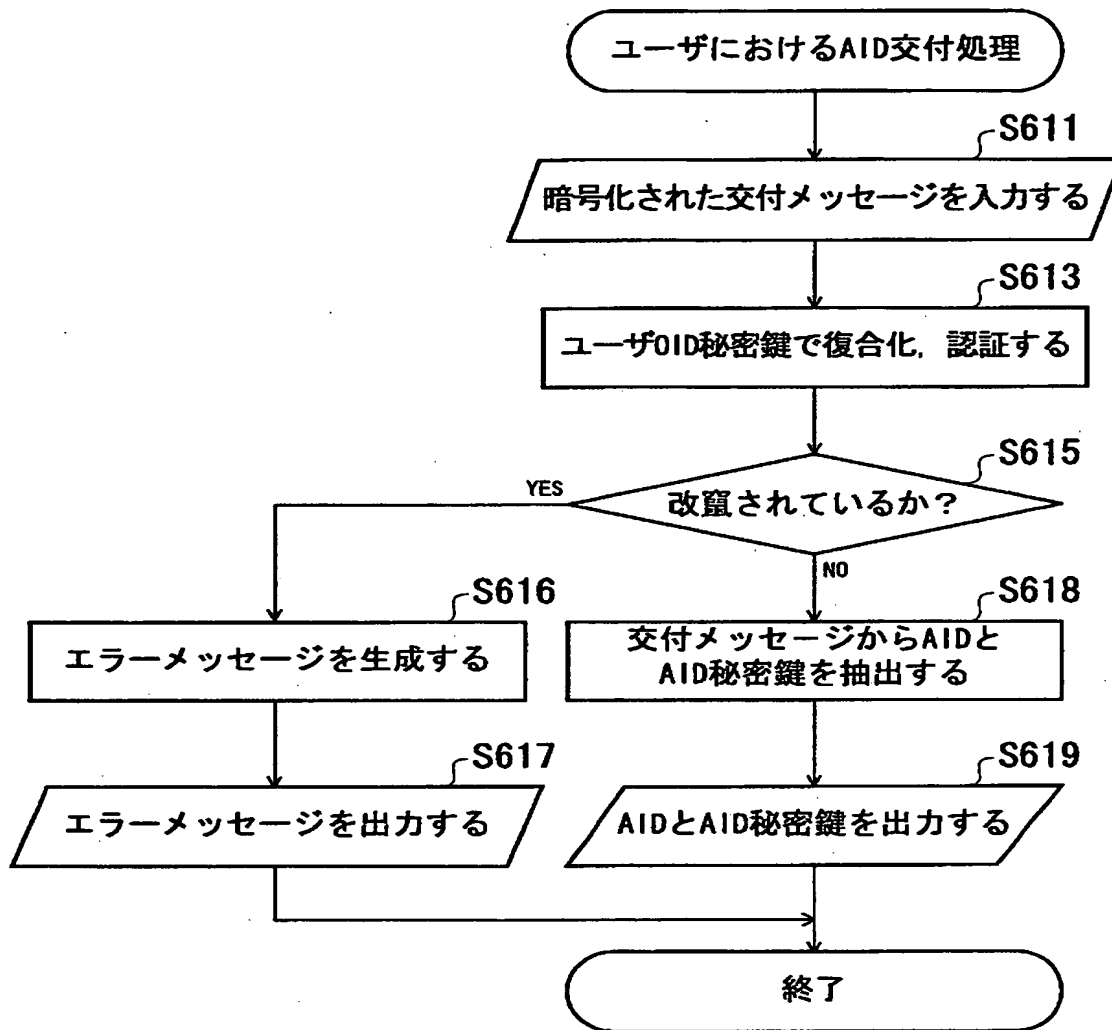 ユーザにおけるAID交付処理
S611
暗号化された交付メッセージを入力する
S613
ユーザOID秘密鍵で復合化，認証する
S615
改竄されているか？
YES
NO
S616
エラーメッセージを生成する
S618
交付メッセージからAIDと
AID秘密鍵を抽出する
S617
エラーメッセージを出力する
S619
AIDとAID秘密鍵を出力する
終了